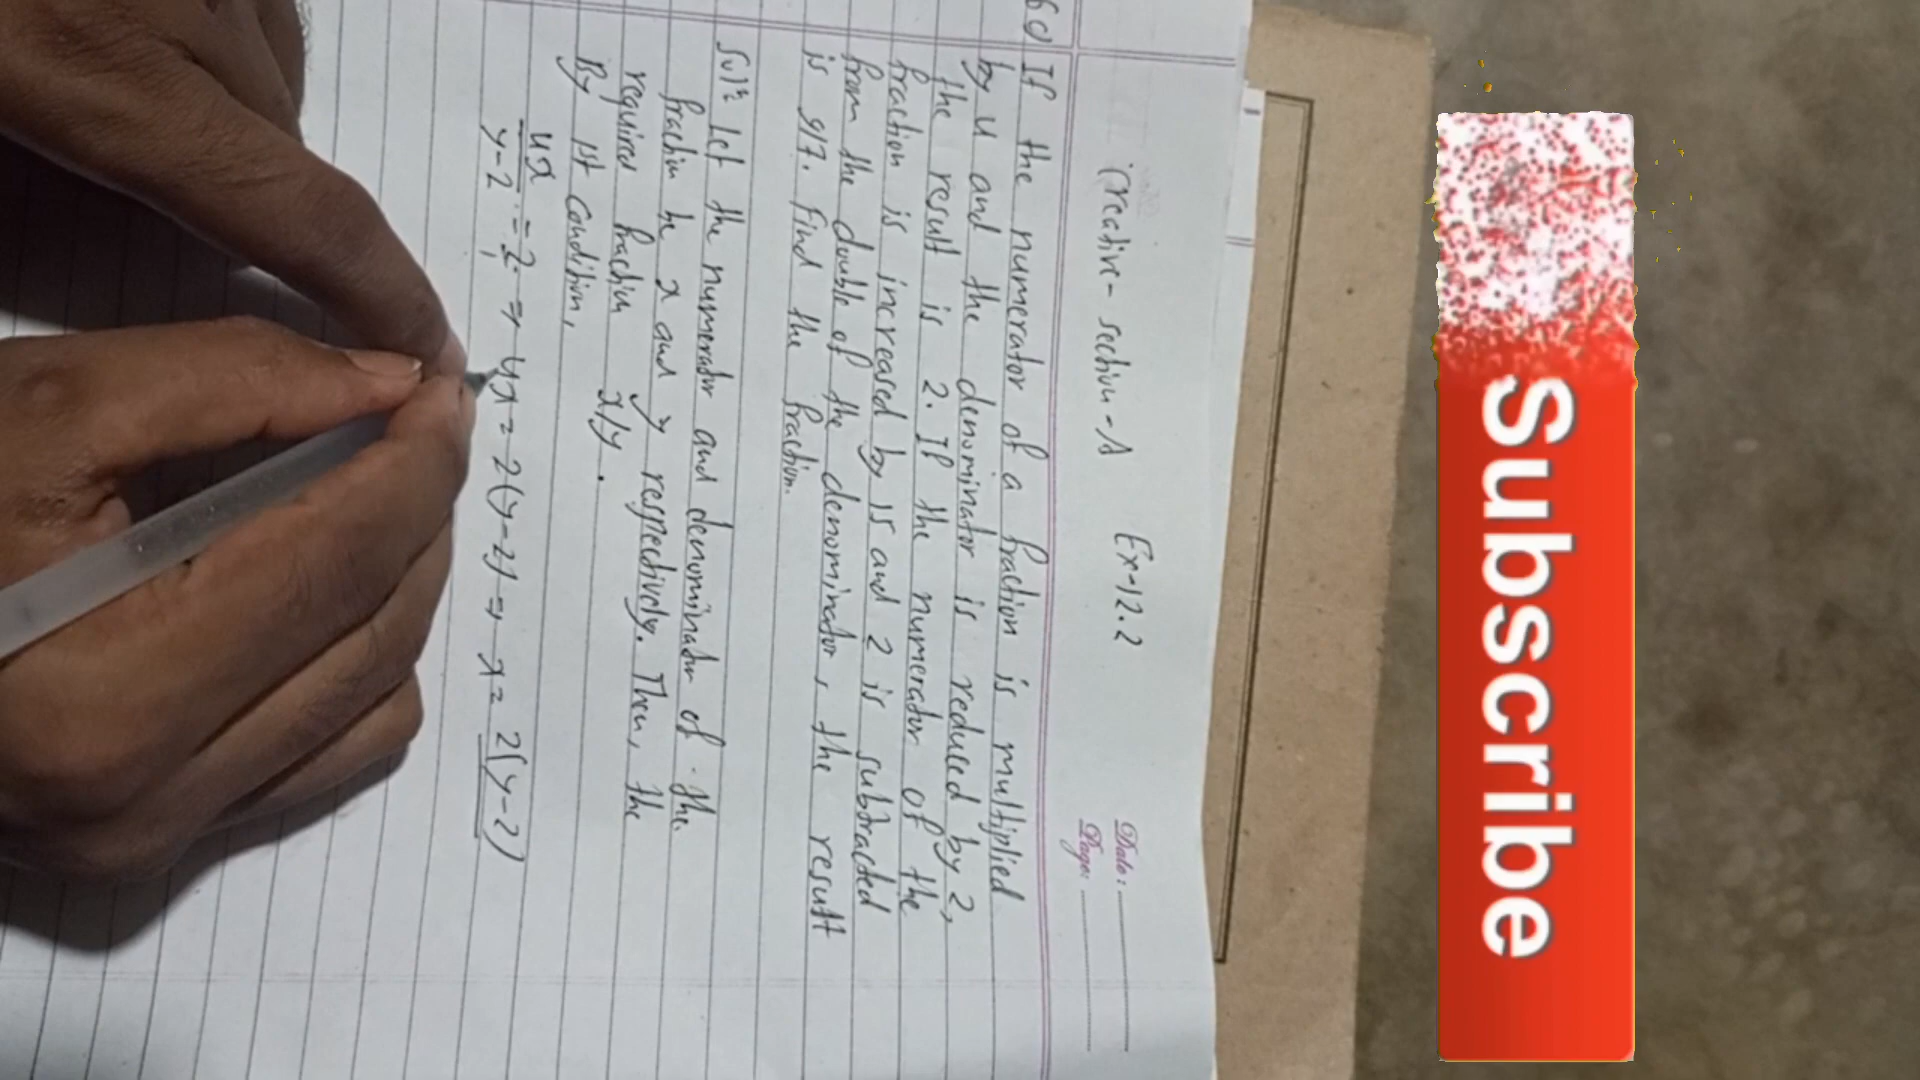 Creative-section-A Ex-12.2
Date:
Page:
6c) If the numerator of a fraction is multiplied
by 4 and the denominator is reduced by 2,
the result is 2. If the numerator of the
fraction is increased by 15 and 2 is subtracted
from the double of the denominator, the result
is 9/7. Find the fraction.
Sol: Let the numerator and denominator of the
fraction be x and y respectively. Then, the
required fraction x/y.
By 1st condition,
4x/y-2 = 2/1 ⇒ 4x = 2(y-2) ⇒ x = 2(y-2)
Subscribe